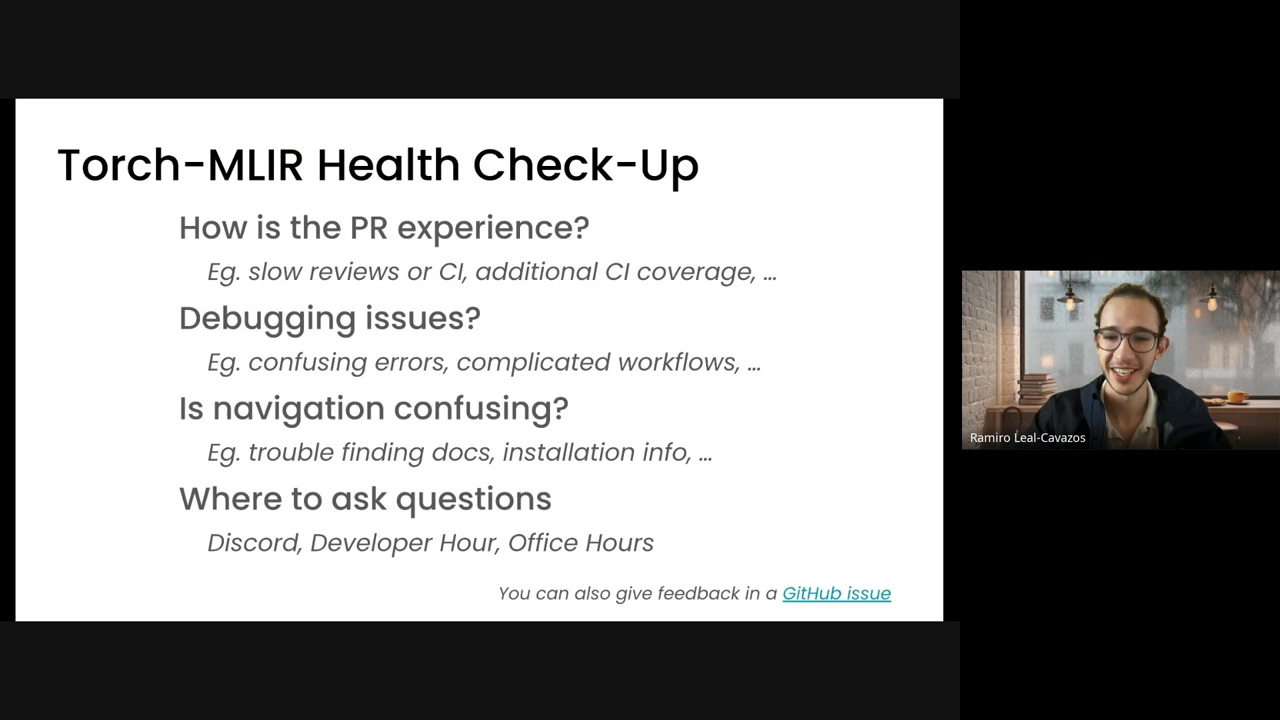 Torch-MLIR Health Check-Up
How is the PR experience?
Eg. slow reviews or CI, additional CI coverage, ...
Debugging issues?
Eg. confusing errors, complicated workflows, ...
Is navigation confusing?
Eg. trouble finding docs, installation info, ...
Where to ask questions
Discord, Developer Hour, Office Hours
You can also give feedback in a GitHub issue
Ramiro Leal-Cavazos